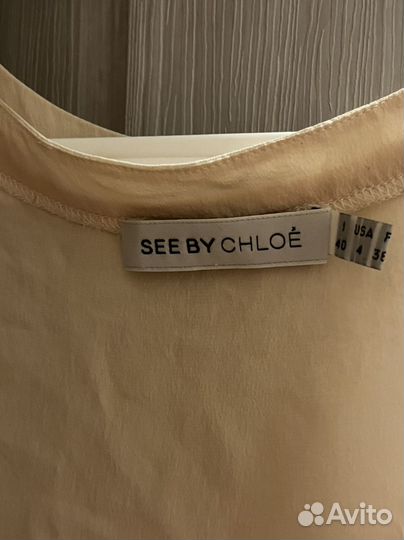 SEE BY CHLOÉ
I USA F
40 4 36
Avito